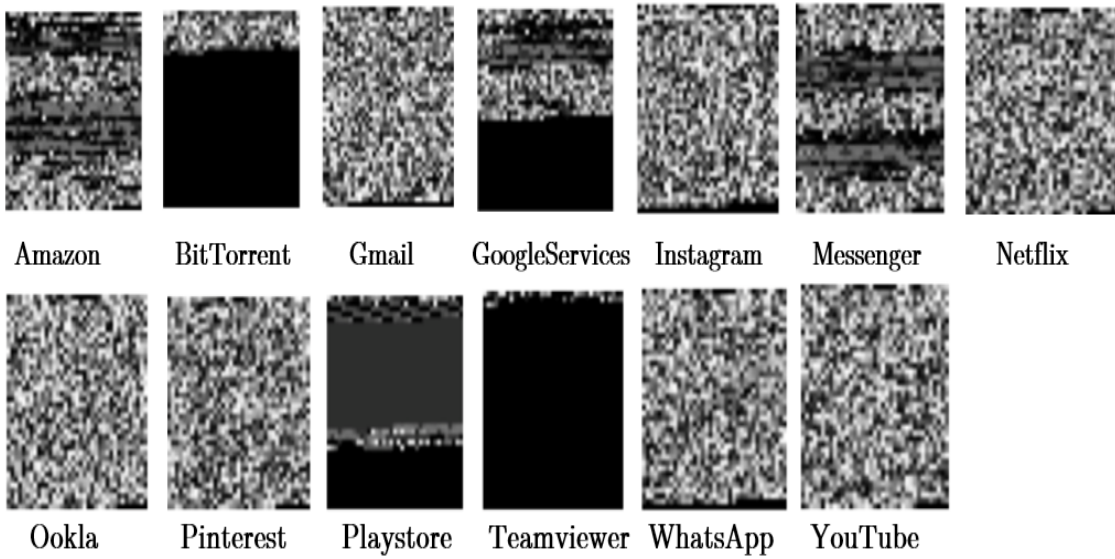 Amazon BitTorrent Gmail GoogleServices Instagram Messenger Netflix
Ookla Pinterest Playstore Teamviewer WhatsApp YouTube